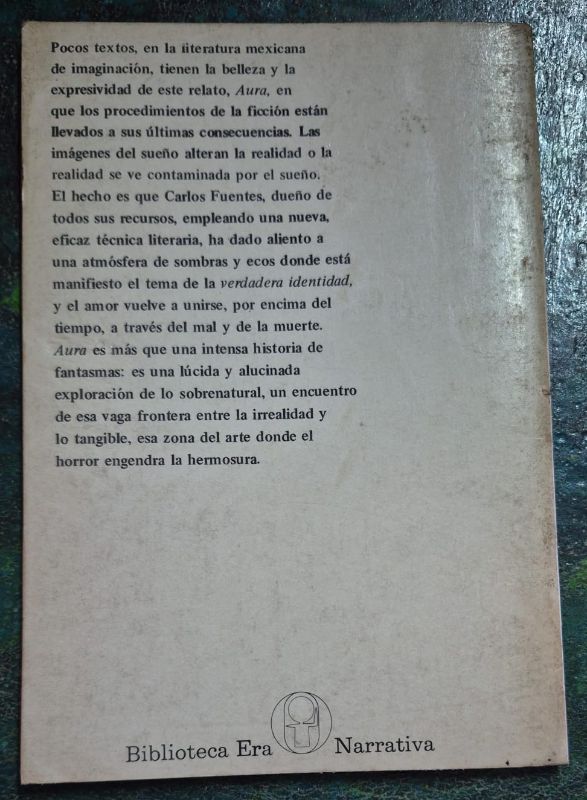 Pocos textos, en la literatura mexicana
de imaginación, tienen la belleza y la
expresividad de este relato, Aura, en
que los procedimientos de la ficción están
llevados a sus últimas consecuencias. Las
imágenes del sueño alteran la realidad o la
realidad se ve contaminada por el sueño.
El hecho es que Carlos Fuentes, dueño de
todos sus recursos, empleando una nueva,
eficaz técnica literaria, ha dado aliento a
una atmósfera de sombras y ecos donde está
manifiesto el tema de la verdadera identidad,
y el amor vuelve a unirse, por encima del
tiempo, a través del mal y de la muerte.
Aura es más que una intensa historia de
fantasmas: es una lúcida y alucinada
exploración de lo sobrenatural, un encuentro
de esa vaga frontera entre la irrealidad y
lo tangible, esa zona del arte donde el
horror engendra la hermosura.
Biblioteca Era Narrativa